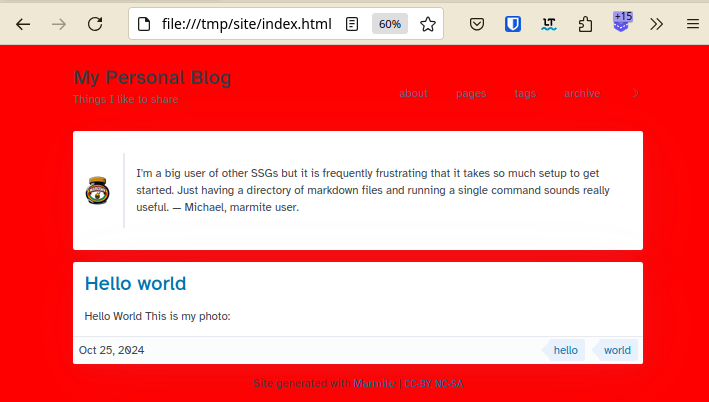 file:///tmp/site/index.html 60% +15
My Personal Blog
Things I like to share
about pages tags archive
I'm a big user of other SSGs but it is frequently frustrating that it takes so much setup to get
started. Just having a directory of markdown files and running a single command sounds really
useful. — Michael, marmite user.
Hello world
Hello World This is my photo:
Oct 25, 2024 hello world
Site generated with Marmite | CC-BY NC-SA